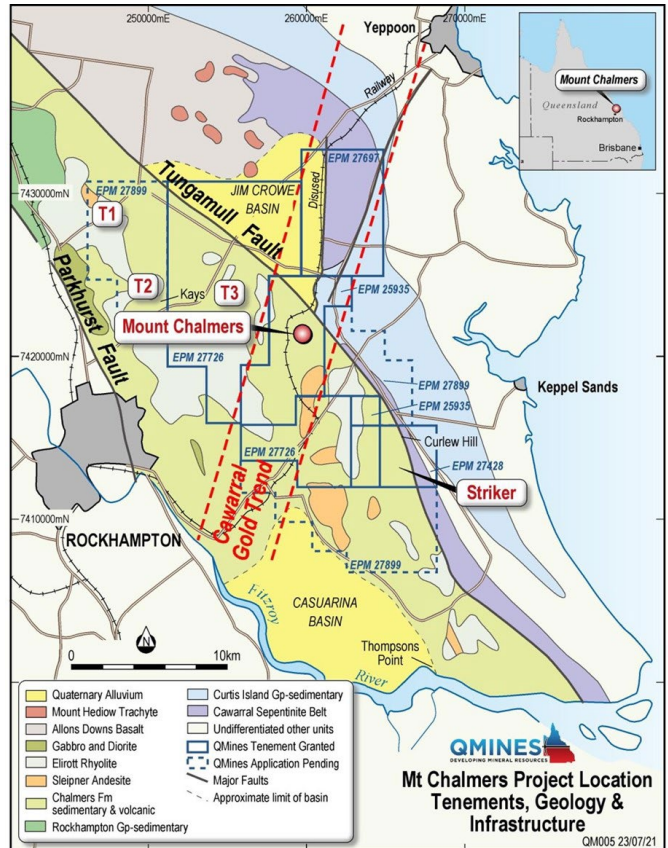 250000mE
260000mE
270000mE
Yeppoon
Railway
Mount Chalmers
Queensland
Rockhampton
Brisbane
EPM 27697
7430000mN
EPM 27899
Tungamull Fault
JIM CROWE
BASIN
Disused
T1
T2
Kays
T3
EPM 25935
Parkhurst Fault
Mount Chalmers
7420000mN
EPM 27726
EPM 27899
Keppel Sands
EPM 25935
Curlew Hill
EPM 27726
EPM 27428
Striker
Cawarral
Gold Trend
7410000mN
ROCKHAMPTON
EPM 27899
Fitzroy
CASUARINA
BASIN
Thompsons
Point
River
N
0
10km
Quaternary Alluvium
Mount Hediow Trachyte
Allons Downs Basalt
Gabbro and Diorite
Elirott Rhyolite
Sleipner Andesite
Chalmers Fm
sedimentary & volcanic
Rockhampton Gp-sedimentary
Curtis Island Gp-sedimentary
Cawarral Sepentinite Belt
Undifferentiated other units
QMines Tenement Granted
QMines Application Pending
Major Faults
Approximate limit of basin
QMINES
DEVELOPING MINERAL RESOURCES
Mt Chalmers Project Location
Tenements, Geology &
Infrastructure
QM005 23/07/21